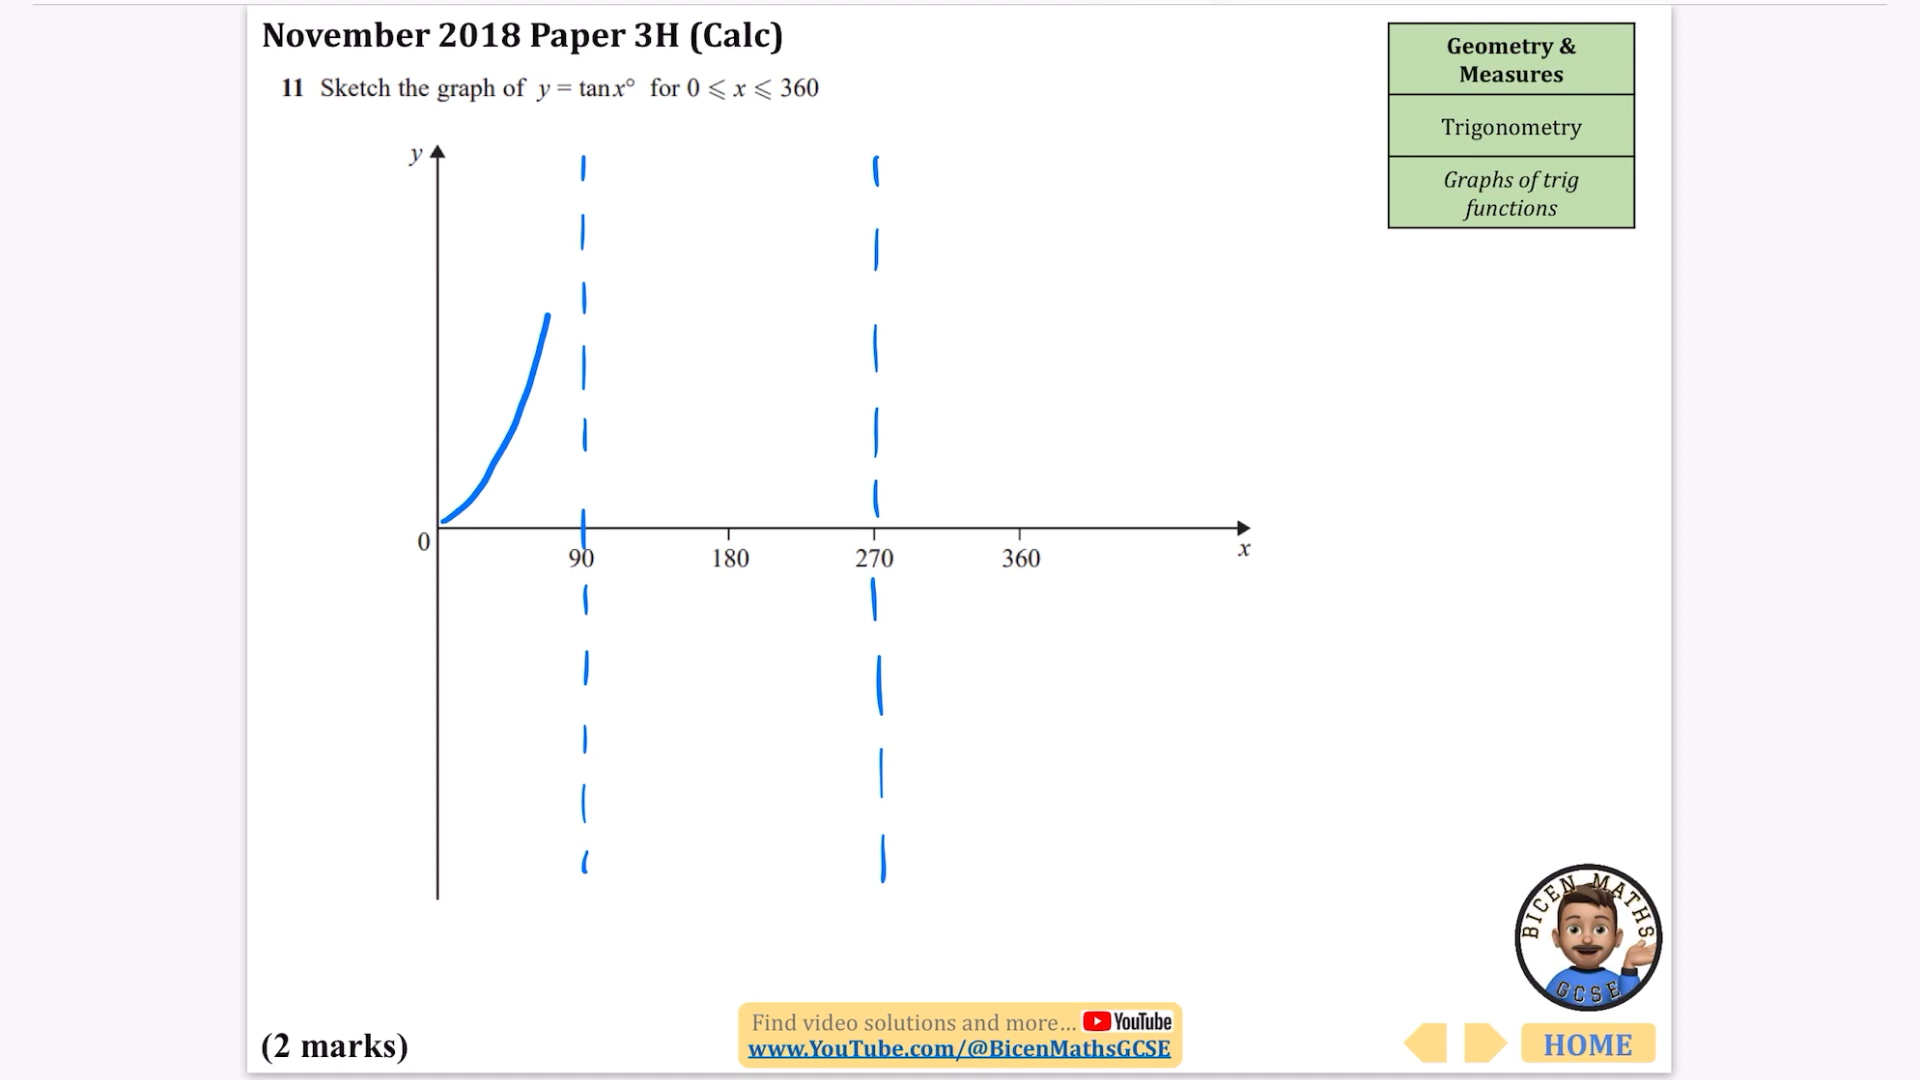 November 2018 Paper 3H (Calc)
11 Sketch the graph of y = tanx° for 0 ⩽ x ⩽ 360
Geometry &
Measures
Trigonometry
Graphs of trig
functions
y
0
90
180
270
360
x
BICEN MATHS
GCSE
(2 marks)
Find video solutions and more... YouTube
www.YouTube.com/@BicenMathsGCSE
HOME